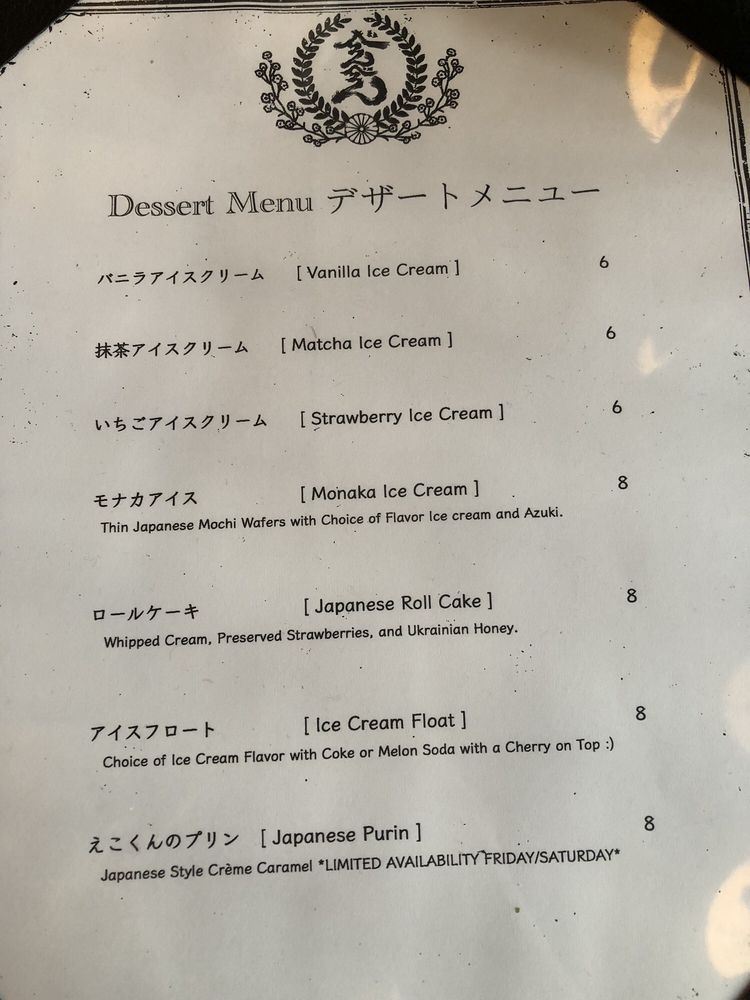 Dessert Menu デザートメニュー
バニラアイスクリーム [ Vanilla Ice Cream ] 6
抹茶アイスクリーム [ Matcha Ice Cream ] 6
いちごアイスクリーム [ Strawberry Ice Cream ] 6
モナカアイス [ Monaka Ice Cream ] 8
Thin Japanese Mochi Wafers with Choice of Flavor Ice cream and Azuki.
ロールケーキ [ Japanese Roll Cake ] 8
Whipped Cream, Preserved Strawberries, and Ukrainian Honey.
アイスフロート [ Ice Cream Float ] 8
Choice of Ice Cream Flavor with Coke or Melon Soda with a Cherry on Top :)
えこくんのプリン [ Japanese Purin ] 8
Japanese Style Crème Caramel *LIMITED AVAILABILITY FRIDAY/SATURDAY*